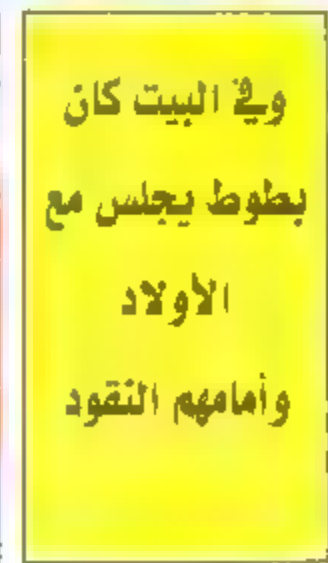 وفي البيت كان
بطوط يجلس مع
الأولاد
وأمامهم النقود